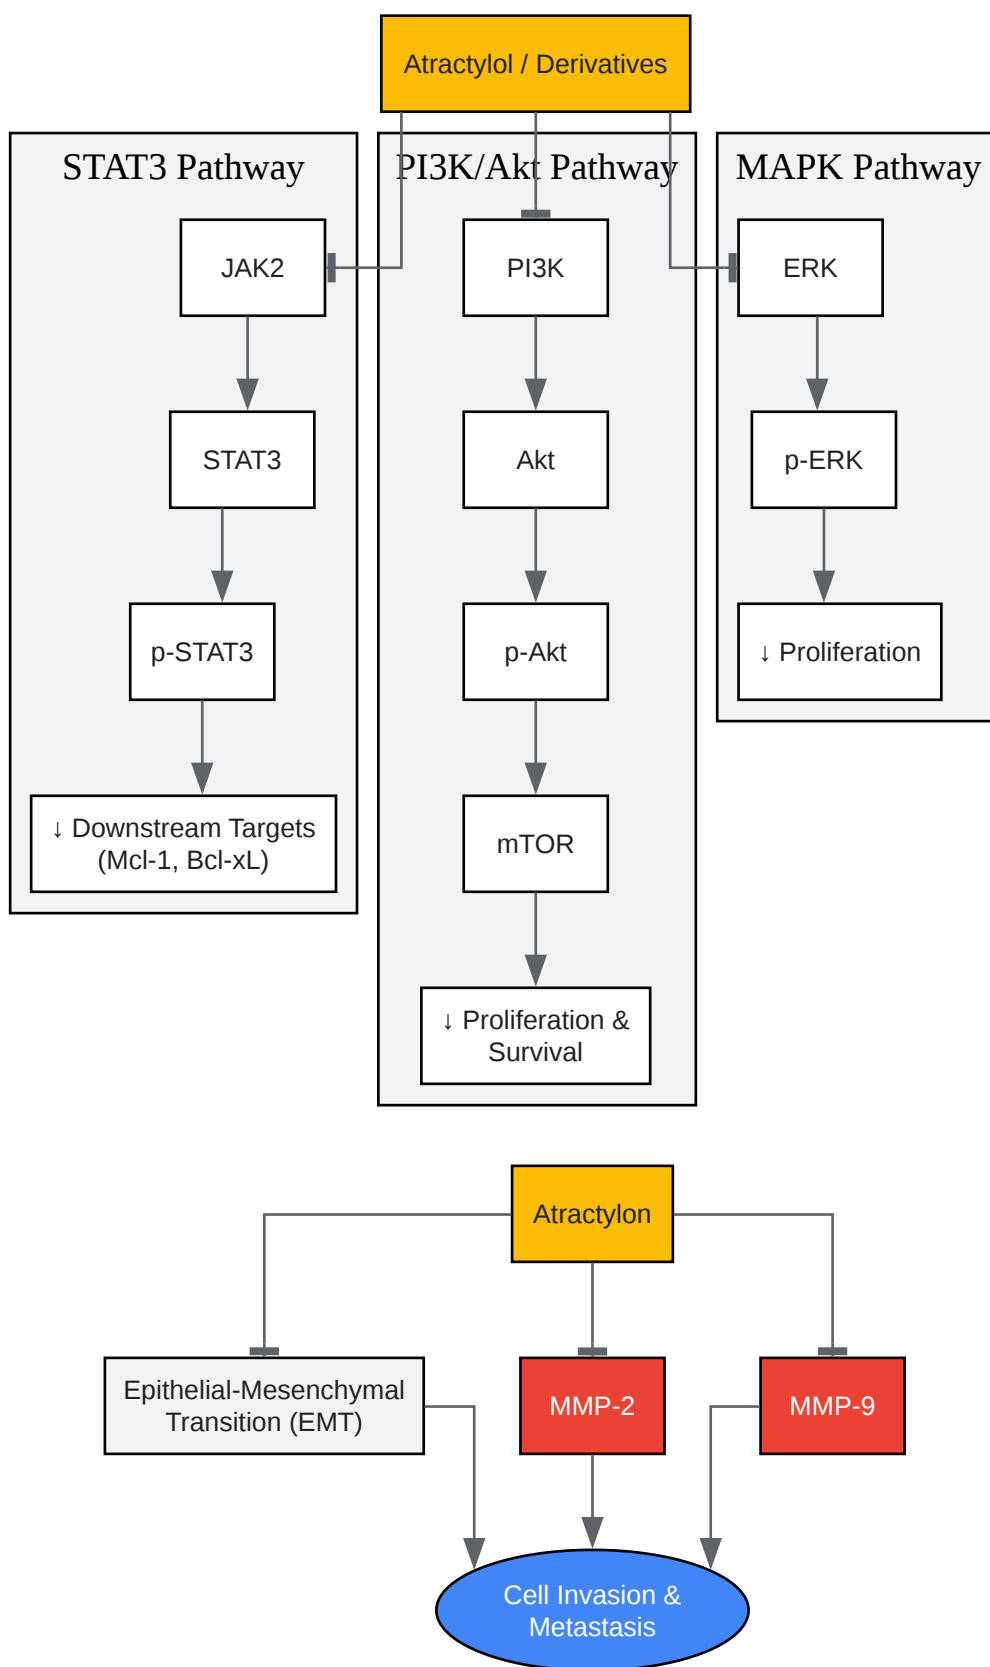 Atractylol / Derivatives
STAT3 Pathway
JAK2
STAT3
p-STAT3
↓ Downstream Targets
(Mcl-1, Bcl-xL)
PI3K/Akt Pathway
PI3K
Akt
p-Akt
mTOR
↓ Proliferation &
Survival
MAPK Pathway
ERK
p-ERK
↓ Proliferation
Atractylon
Epithelial-Mesenchymal
Transition (EMT)
MMP-2
MMP-9
Cell Invasion &
Metastasis